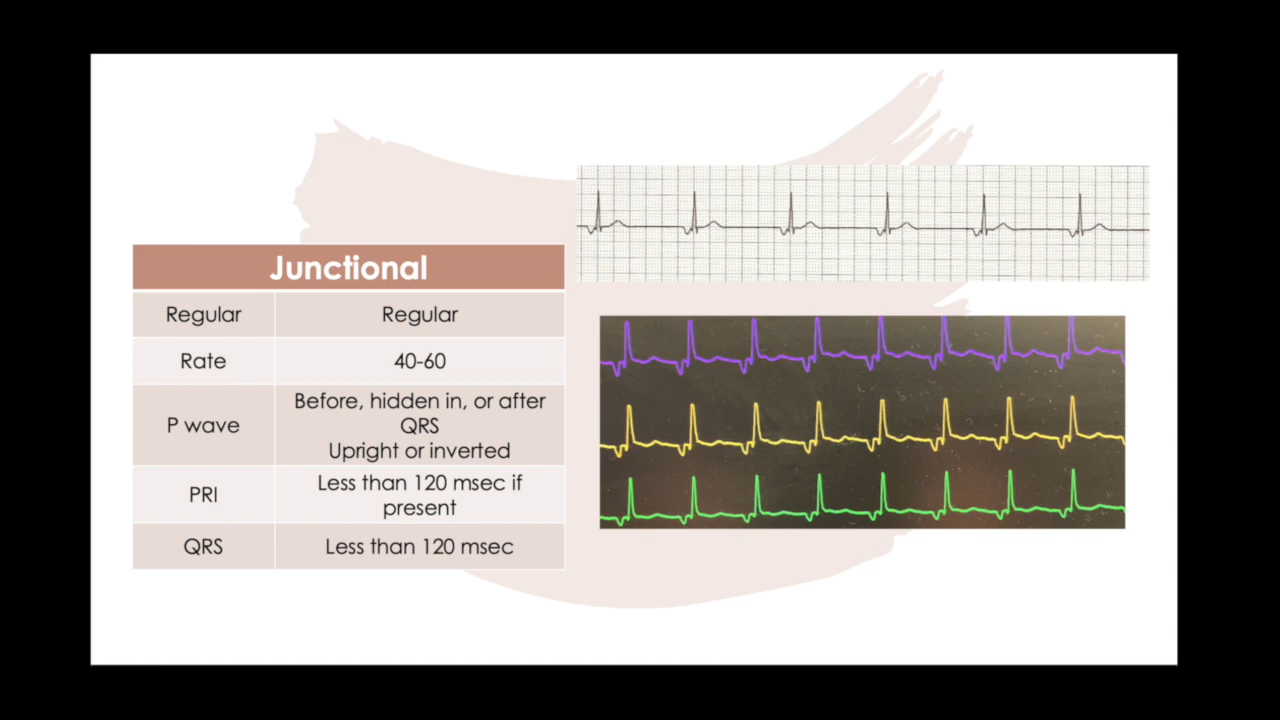 Junctional
Regular Regular
Rate 40-60
P wave Before, hidden in, or after
QRS
Upright or inverted
PRI Less than 120 msec if
present
QRS Less than 120 msec